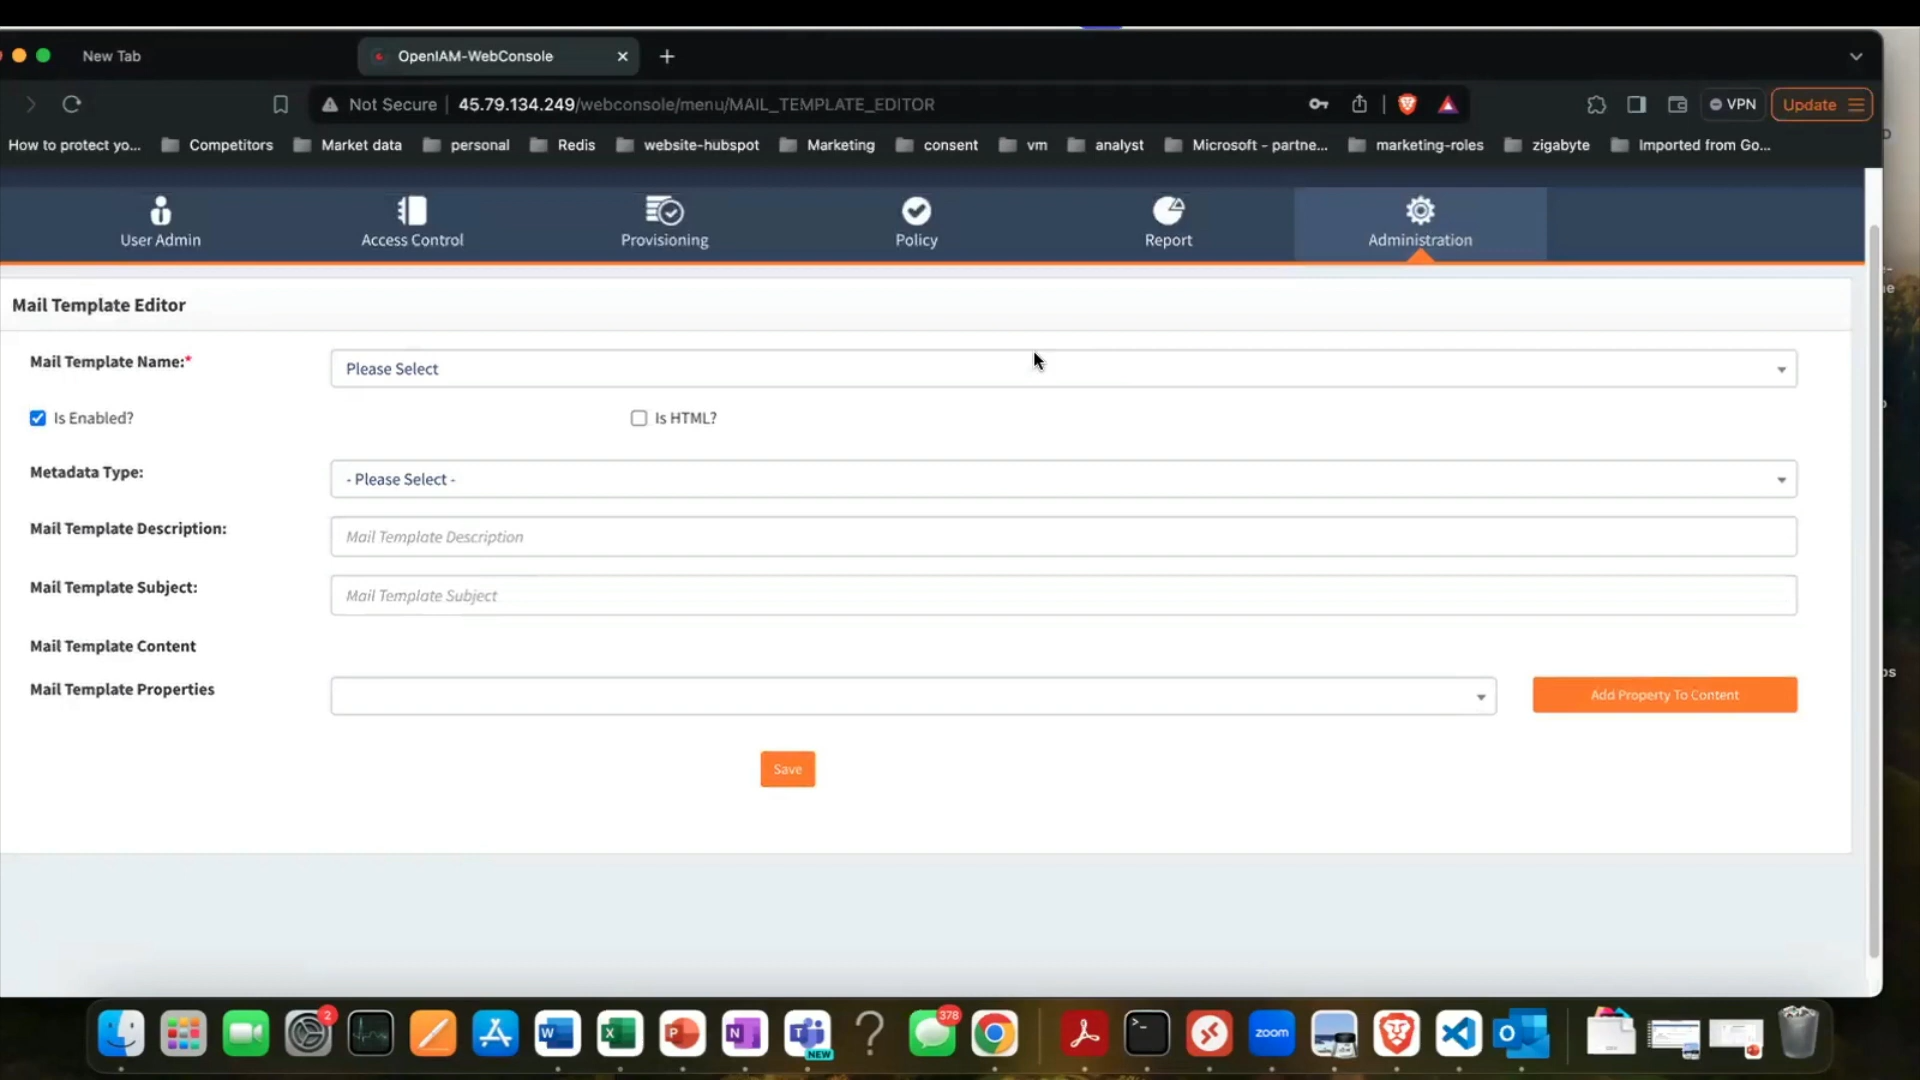 New Tab
OpenIAM-WebConsole
Not Secure 45.79.134.249/webconsole/menu/MAIL_TEMPLATE_EDITOR
VPN
Update
How to protect yo... Competitors Market data personal Redis website-hubspot Marketing consent vm analyst Microsoft - partne... marketing-roles zigabyte Imported from Go...
User Admin Access Control Provisioning Policy Report Administration
Mail Template Editor
Mail Template Name:* Please Select
Is Enabled? Is HTML?
Metadata Type: - Please Select -
Mail Template Description: Mail Template Description
Mail Template Subject: Mail Template Subject
Mail Template Content
Mail Template Properties Add Property To Content
Save
2
378
zoom
NEW